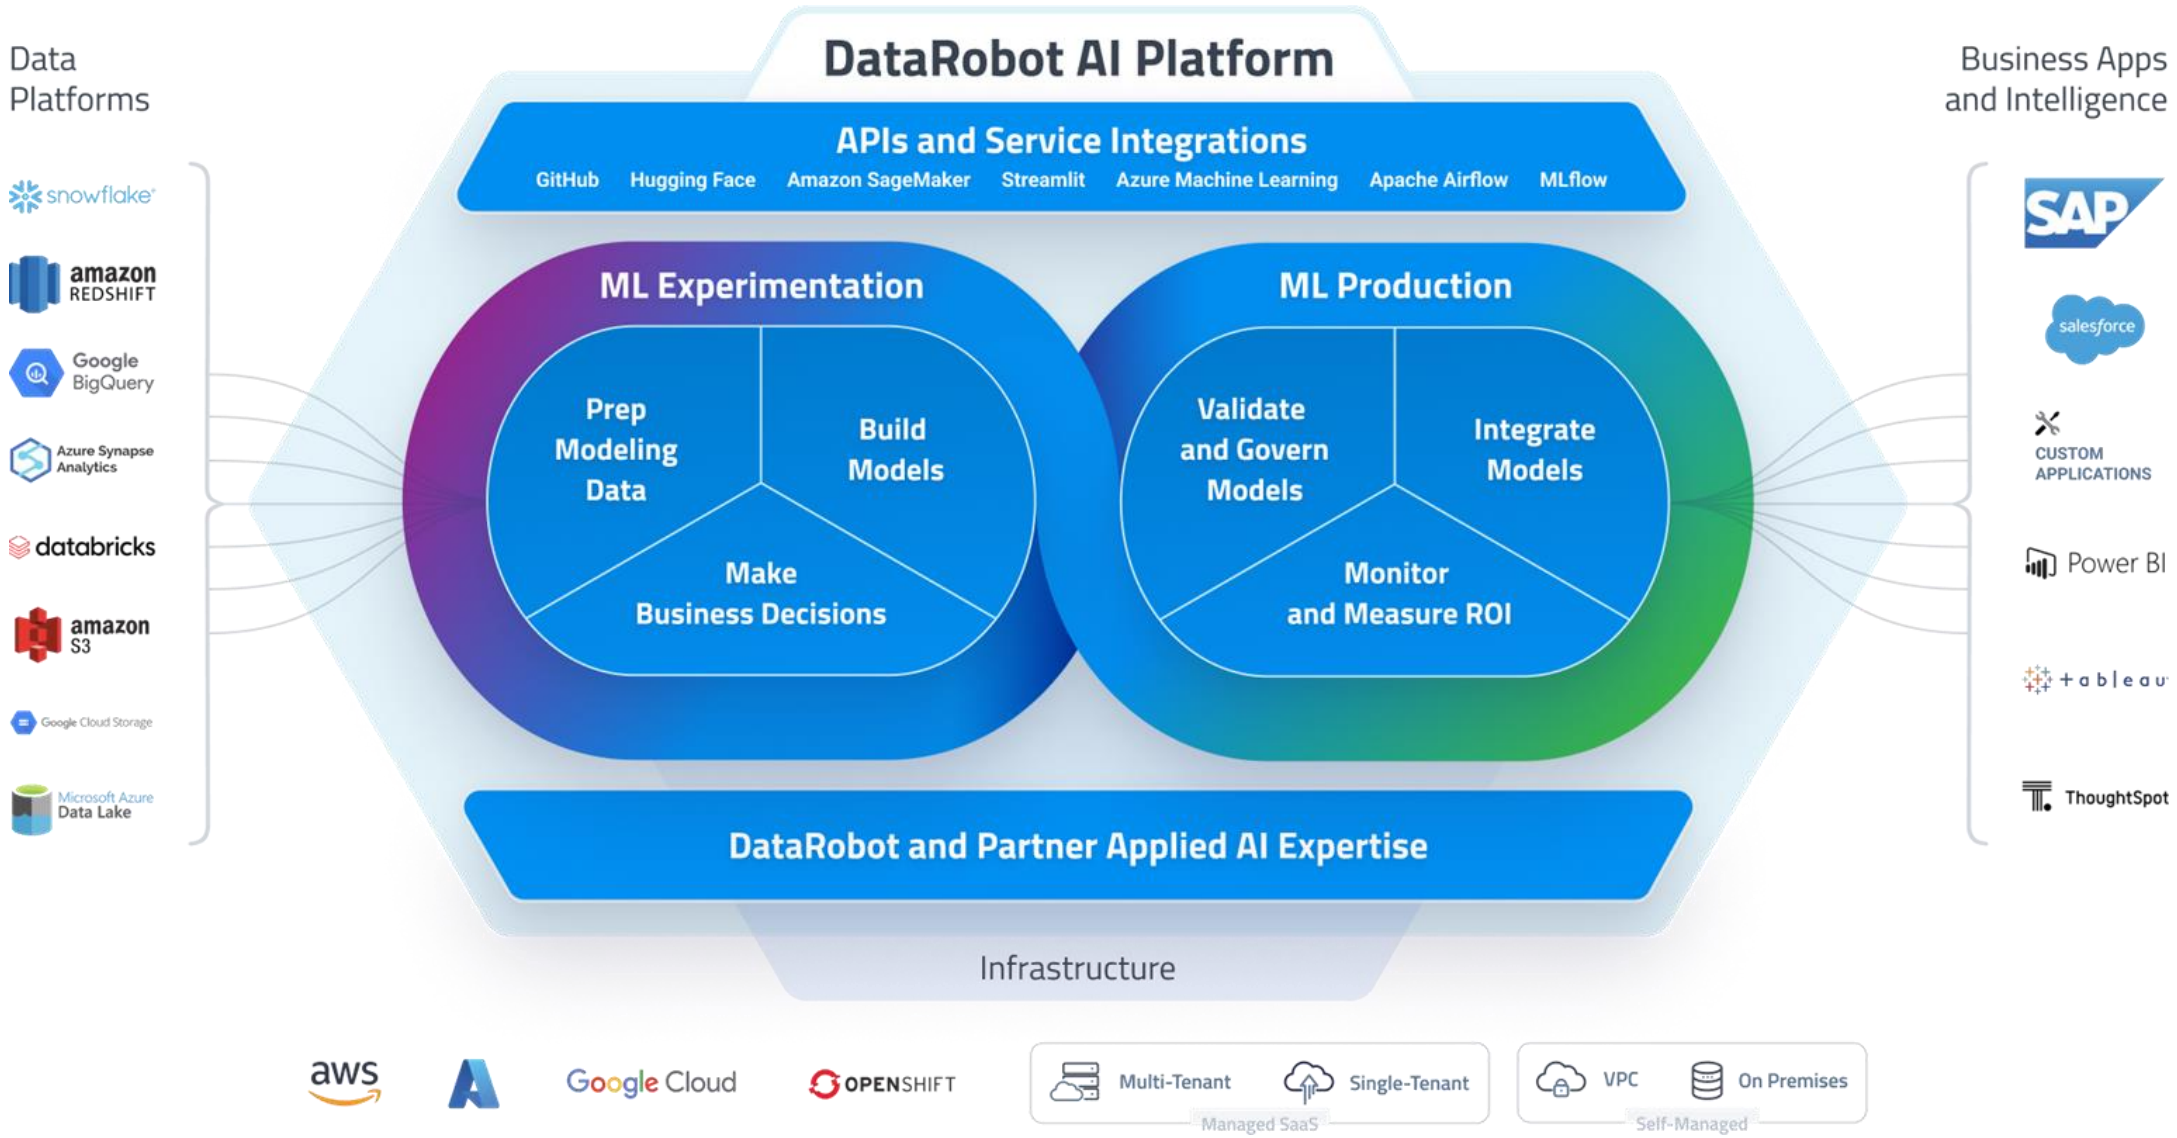 DataRobot AI Platform
Data
Platforms
snowflake
amazon
REDSHIFT
Google
BigQuery
Azure Synapse
Analytics
databricks
amazon
S3
Google Cloud Storage
Microsoft Azure
Data Lake
APIs and Service Integrations
GitHub Hugging Face Amazon SageMaker Streamlit Azure Machine Learning Apache Airflow MLflow
ML Experimentation
Prep
Modeling
Data
Build
Models
Make
Business Decisions
ML Production
Validate
and Govern
Models
Integrate
Models
Monitor
and Measure ROI
DataRobot and Partner Applied AI Expertise
Business Apps
and Intelligence
SAP
salesforce
CUSTOM
APPLICATIONS
Power BI
+ableau
ThoughtSpot
Infrastructure
aws
Google Cloud
OPENSHIFT
Multi-Tenant
Single-Tenant
Managed SaaS
VPC
On Premises
Self-Managed